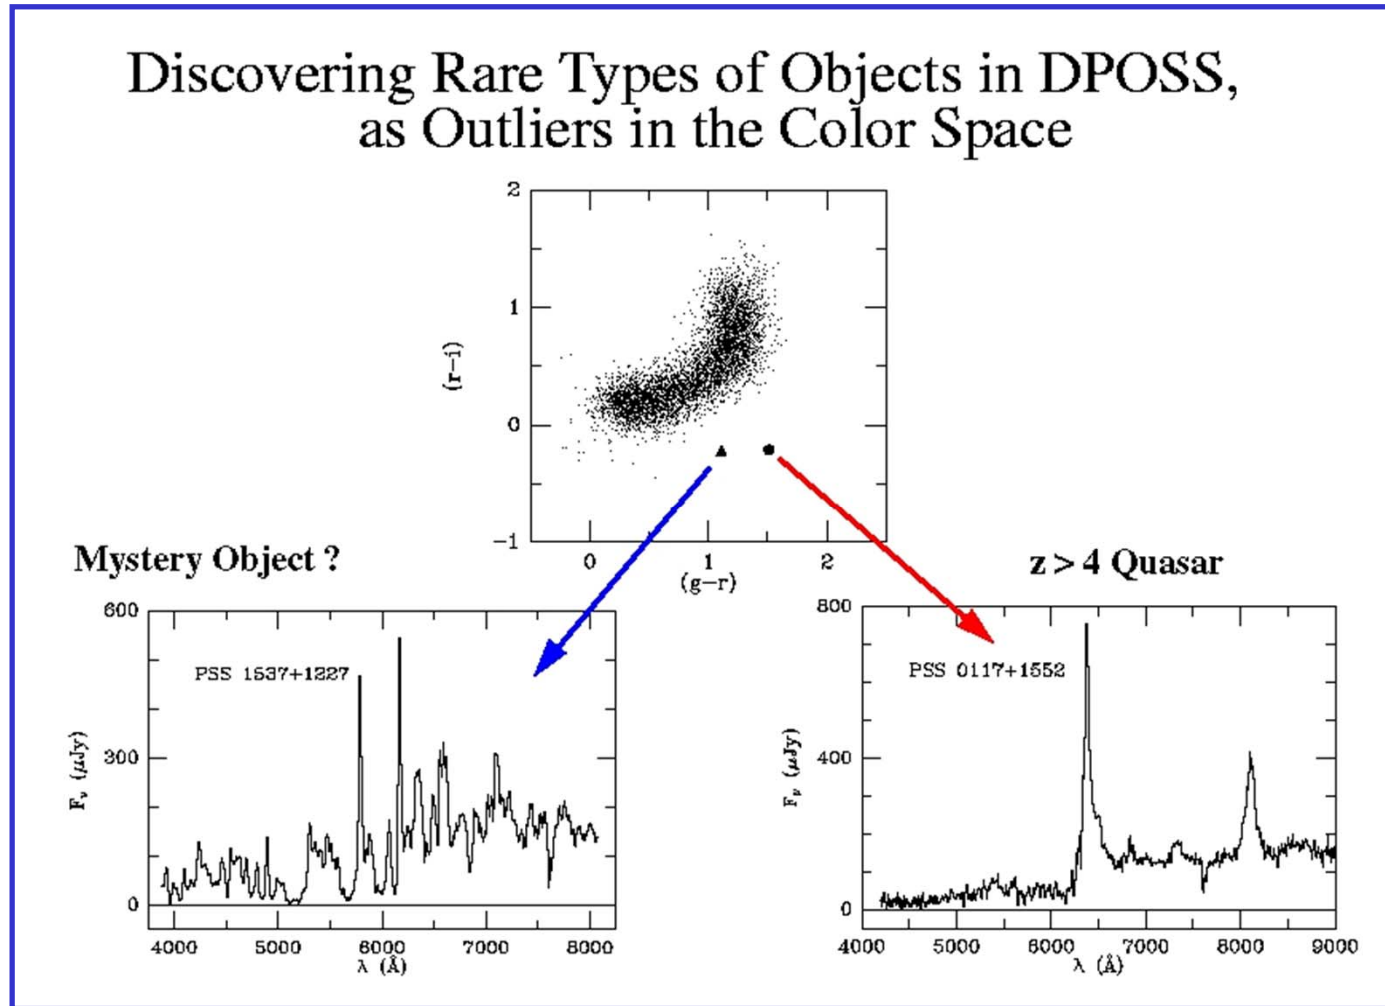 Discovering Rare Types of Objects in DPOSS,
as Outliers in the Color Space
2
1
0
−1
(r−i)
0 1 2
(g−r)
Mystery Object ?
600
300
0
Fν (μJy)
PSS 1537+1227
4000 5000 6000 7000 8000
λ (Å)
z > 4 Quasar
800
400
0
Fν (μJy)
PSS 0117+1552
4000 5000 6000 7000 8000 9000
λ (Å)